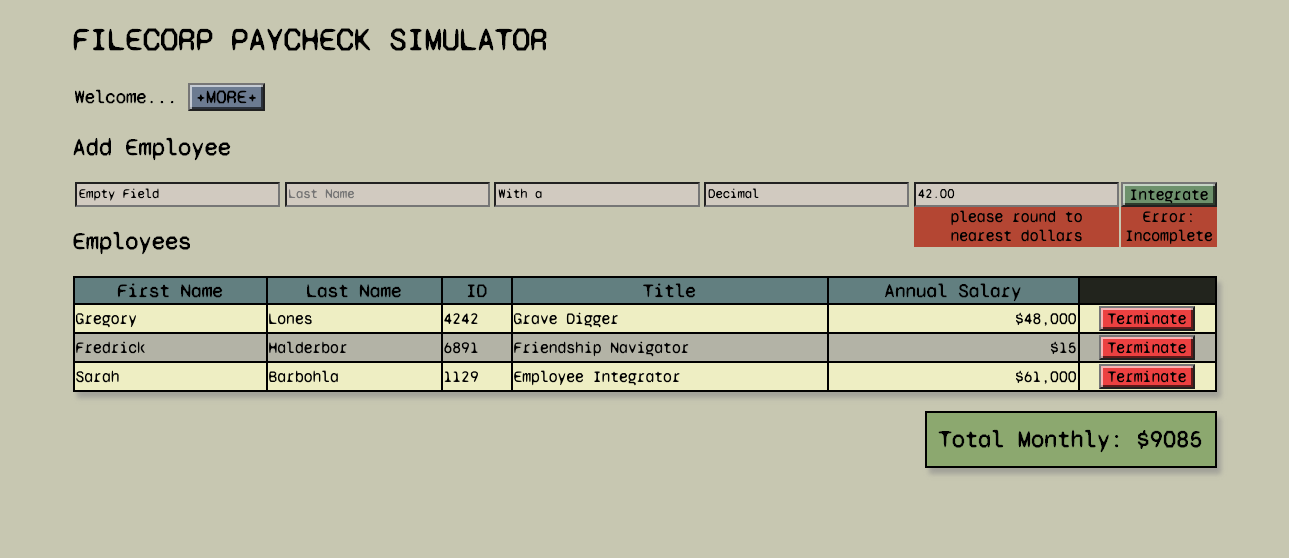 FILECORP PAYCHECK SIMULATOR
Welcome... +MORE+
Add Employee
Empty Field Last Name With a Decimal 42.00 Integrate
please round to nearest dollars
Error: Incomplete
Employees
First Name Last Name ID Title Annual Salary
Gregory Lones 4242 Grave Digger $48,000 Terminate
Fredrick Halderbor 6891 Friendship Navigator $15 Terminate
Sarah Barbohla 1129 Employee Integrator $61,000 Terminate
Total Monthly: $9085